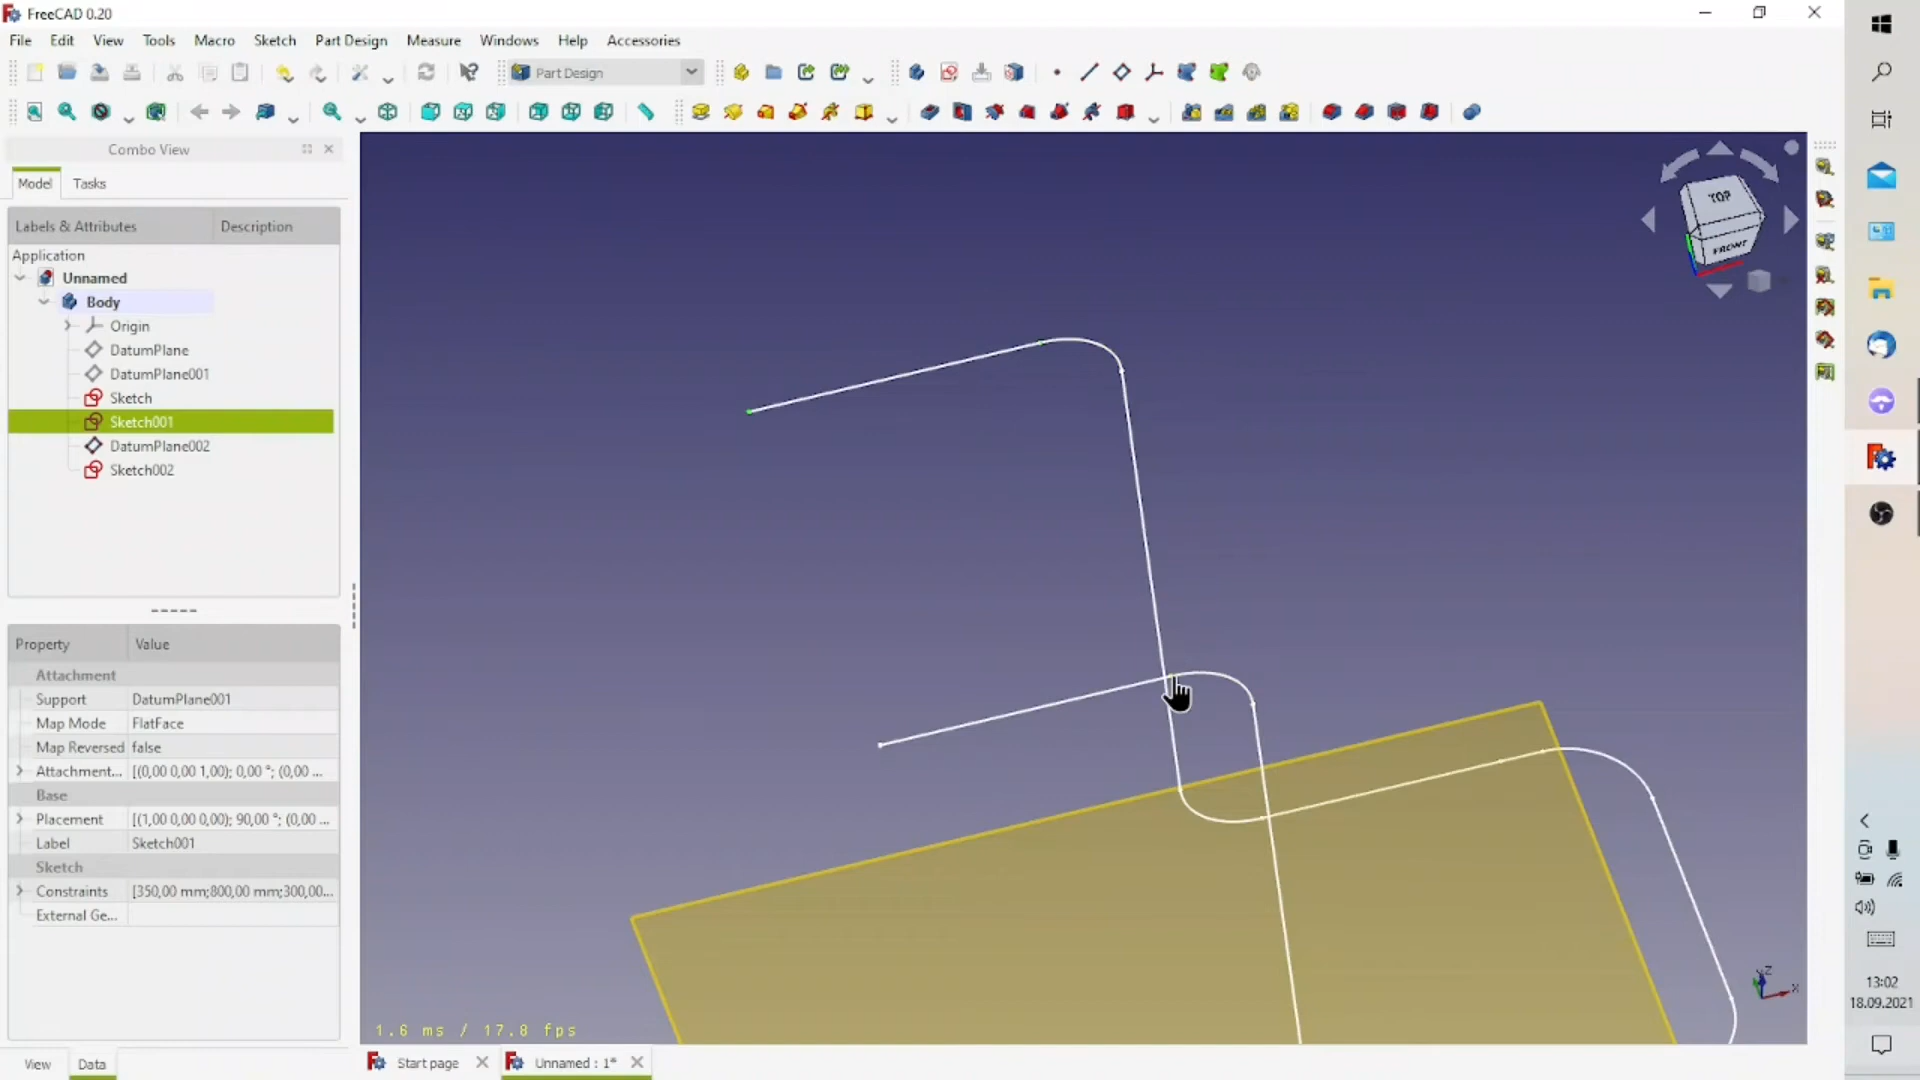 FreeCAD 0.20
File Edit View Tools Macro Sketch Part Design Measure Windows Help Accessories
Part Design
Combo View
Model Tasks
Labels & Attributes Description
Application
Unnamed
Body
Origin
DatumPlane
DatumPlane001
Sketch
Sketch001
DatumPlane002
Sketch002
Property Value
Attachment
Support DatumPlane001
Map Mode FlatFace
Map Reversed false
Attachment... [(0,00 0,00 1,00); 0,00 °; (0,00 ...
Base
Placement [(1,00 0,00 0,00); 90,00 °; (0,00 ...
Label Sketch001
Sketch
Constraints [350,00 mm;800,00 mm;300,00...
External Ge...
View Data
TOP
FRONT
Z
X
1.6 ms / 17.8 fps
Start page Unnamed : 1*
13:02
18.09.2021